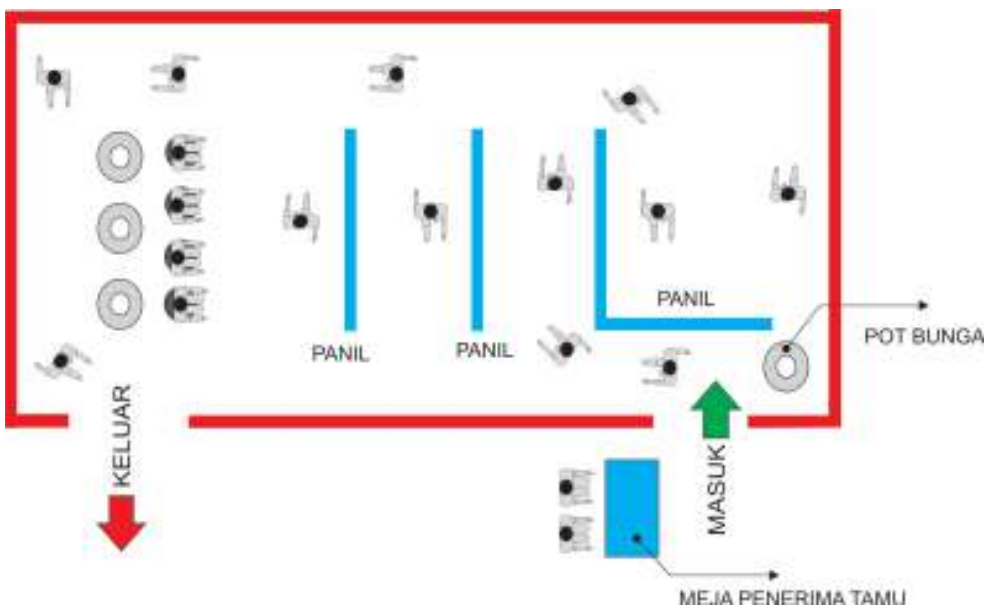 PANIL
POT BUNGA
PANIL
PANIL
KELUAR
MASUK
MEJA PENERIMA TAMU